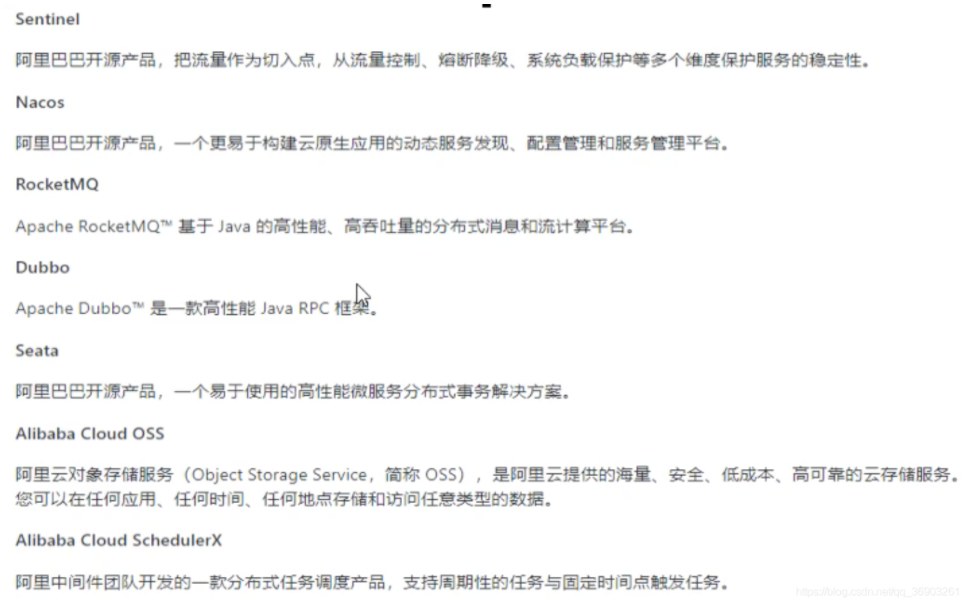 Sentinel
阿里巴巴开源产品，把流量作为切入点，从流量控制、熔断降级、系统负载保护等多个维度保护服务的稳定性。
Nacos
阿里巴巴开源产品，一个更易于构建云原生应用的动态服务发现、配置管理和服务管理平台。
RocketMQ
Apache RocketMQ™ 基于 Java 的高性能、高吞吐量的分布式消息和流计算平台。
Dubbo
Apache Dubbo™ 是一款高性能 Java RPC 框架。
Seata
阿里巴巴开源产品，一个易于使用的高性能微服务分布式事务解决方案。
Alibaba Cloud OSS
阿里云对象存储服务（Object Storage Service，简称 OSS），是阿里云提供的海量、安全、低成本、高可靠的云存储服务。
您可以在任何应用、任何时间、任何地点存储和访问任意类型的数据。
Alibaba Cloud SchedulerX
阿里中间件团队开发的一款分布式任务调度产品，支持周期性的任务与固定时间点触发任务。
https://blog.csdn.net/qq_36903261